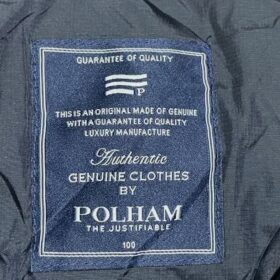 GUARANTEE OF QUALITY
P
THIS IS AN ORIGINAL MADE OF GENUINE
WITH A GUARANTEE OF QUALITY
LUXURY MANUFACTURE
Authentic
GENUINE CLOTHES
BY
POLHAM
THE JUSTIFIABLE
100